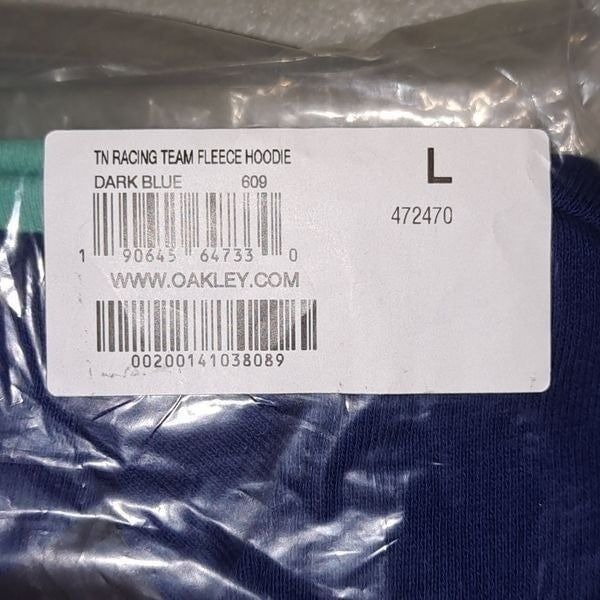 TN RACING TEAM FLEECE HOODIE
L
DARK BLUE 609
472470
1 90645 64733 0
WWW.OAKLEY.COM
00200141038089